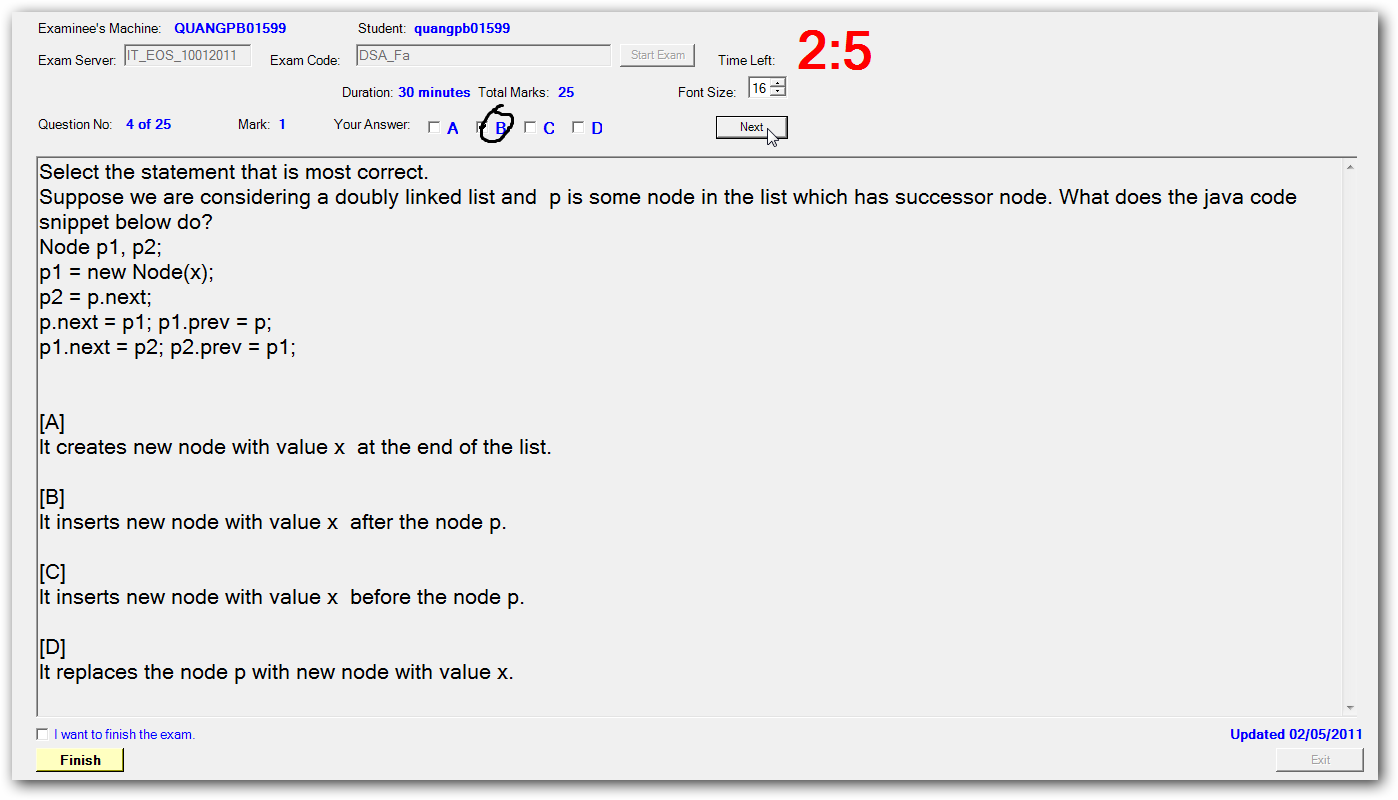 Examinee's Machine: QUANGPB01599 Student: quangpb01599
Exam Server: IT_EOS_10012011 Exam Code: DSA_Fa Start Exam Time Left: 2:5
Duration: 30 minutes Total Marks: 25 Font Size: 16
Question No: 4 of 25 Mark: 1 Your Answer: A B C D Next
Select the statement that is most correct.
Suppose we are considering a doubly linked list and p is some node in the list which has successor node. What does the java code
snippet below do?
Node p1, p2;
p1 = new Node(x);
p2 = p.next;
p.next = p1; p1.prev = p;
p1.next = p2; p2.prev = p1;
[A]
It creates new node with value x at the end of the list.
[B]
It inserts new node with value x after the node p.
[C]
It inserts new node with value x before the node p.
[D]
It replaces the node p with new node with value x.
I want to finish the exam. Updated 02/05/2011
Finish Exit